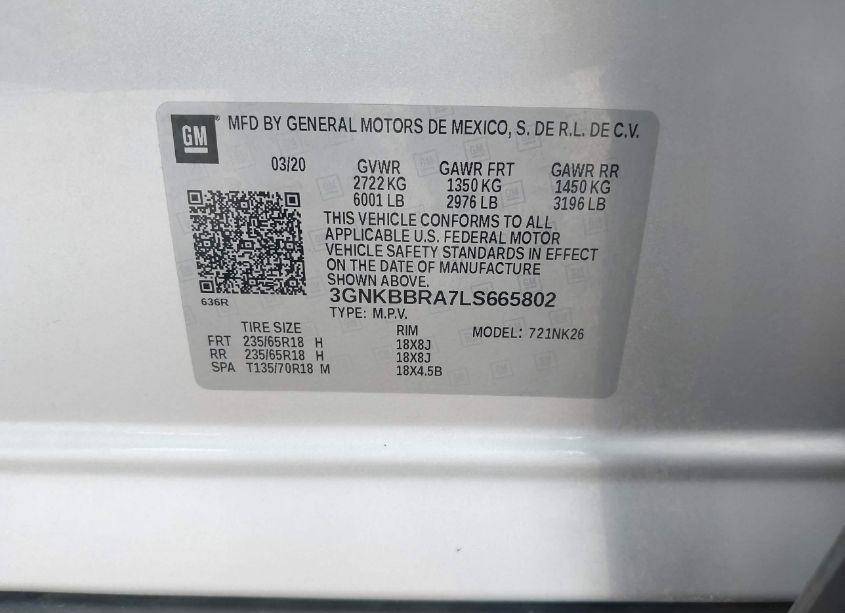 GM MFD BY GENERAL MOTORS DE MEXICO, S. DE R.L. DE C.V.
03/20 GVWR GAWR FRT GAWR RR
2722 KG 1350 KG 1450 KG
6001 LB 2976 LB 3196 LB
THIS VEHICLE CONFORMS TO ALL
APPLICABLE U.S. FEDERAL MOTOR
VEHICLE SAFETY STANDARDS IN EFFECT
ON THE DATE OF MANUFACTURE
SHOWN ABOVE.
636R 3GNKBBRA7LS665802
TYPE: M.P.V.
TIRE SIZE RIM MODEL: 721NK26
FRT 235/65R18 H 18X8J
RR 235/65R18 H 18X8J
SPA T135/70R18 M 18X4.5B